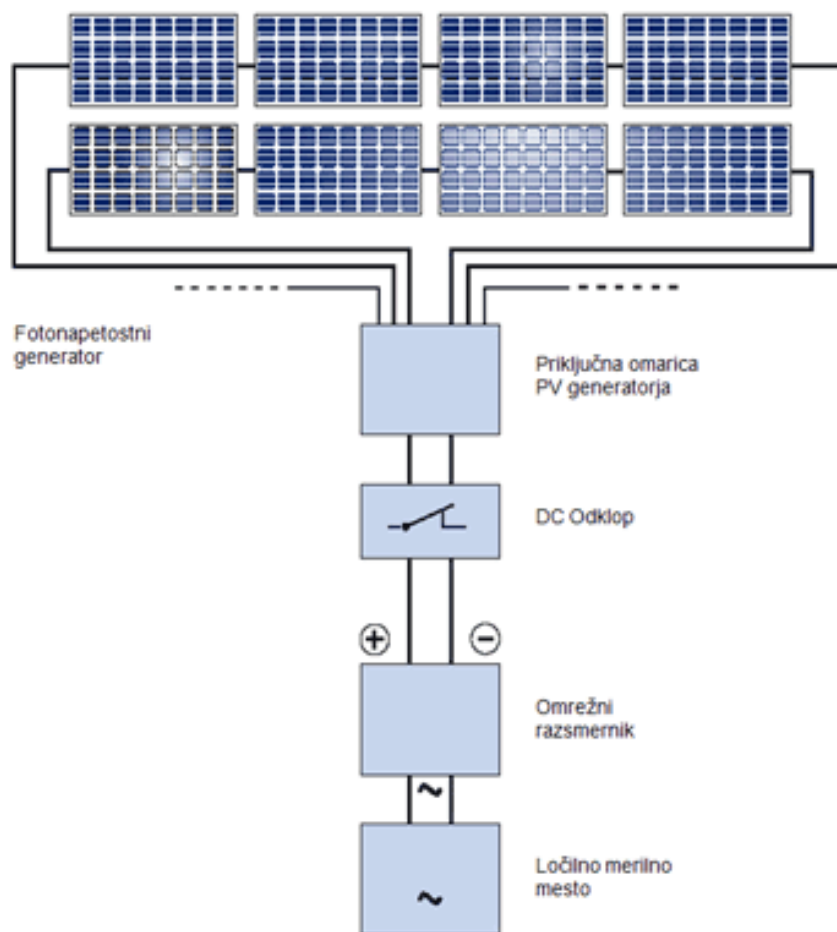 Fotonapetostni
generator
Priključna omarica
PV generatorja
DC Odklop
+
−
Omrežni
razsmernik
~
Ločilno merilno
mesto
~